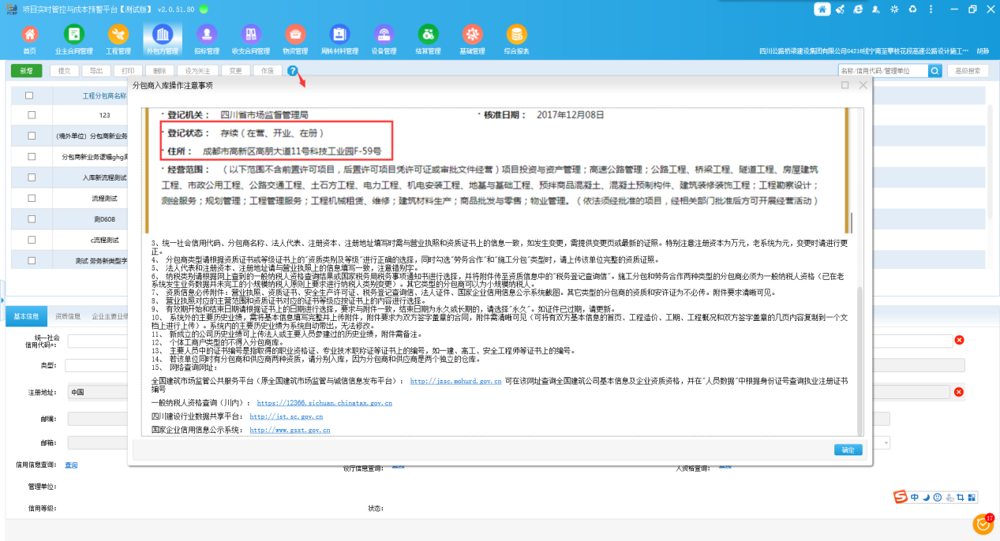 项目实时管控与成本预警平台【测试版】 v2.0.51.80
首页 业主合同管理 工程管理 外包方管理 招标管理 收支合同管理 物资管理 周转材料管理 设备管理 结算管理 基础管理 综合报表
四川公路桥梁建设集团有限公司G4216线宁南至攀枝花段高速公路设计施工… 胡静
新增 提交 导出 打印 删除 设为关注 变更 作废 ? 名称/信用代码/管理单位 高级搜索
分包商入库操作注意事项
工程分包商名称
123
(境外单位) 分包商新业务
分包商新业务逻辑ghg测
入库新流程测试
流程测试
测0608
c流程测试
测试 劳务新类型字
· 登记机关： 四川省市场监督管理局 · 核准日期： 2017年12月08日
· 登记状态： 存续（在营、开业、在册）
· 住所： 成都市高新区高朋大道11号科技工业园F-59号
· 经营范围： （以下范围不含前置许可项目，后置许可项目凭许可证或审批文件经营）项目投资与资产管理；高速公路管理；公路工程、桥梁工程、隧道工程、房屋建筑
工程、市政公用工程、公路交通工程、土石方工程、电力工程、机电安装工程、地基与基础工程、预拌商品混凝土、混凝土预制构件、建筑装修装饰工程；工程勘察设计；
测绘服务；规划管理；工程管理服务；工程机械租赁、维修；建筑材料生产；商品批发与零售；物业管理。（依法须经批准的项目，经相关部门批准后方可开展经营活动）
3、统一社会信用代码、分包商名称、法人代表、注册资本、注册地址填写时需与营业执照和资质证书上的信息一致，如发生变更，需提供变更页或最新的证照。特别注意注册资本为万元，老系统为元，变更时请进行更
正。
4、 分包商类型请根据资质证书或等级证书上的"资质类别及等级"进行正确的选择，同时勾选"劳务合作"和"施工分包"类型时，请上传该单位完整的资质证照。
5、 法人代表和注册资本、注册地址请与营业执照上的信息填写一致，注意错别字。
6、 纳税类别请根据网上查到的一般纳税人资格查询结果或国家税务局税务事项通知书进行选择，并将附件传至资质信息中的"税务登记查询信"。施工分包和劳务合作两种类型的分包商必须为一般纳税人资格（已在老
系统发生业务数据并未完工的小规模纳税人原则上要求进行纳税人类别变更）。其它类型的分包商可以为小规模纳税人。
7、 资质信息必传附件：营业执照、资质证书、安全生产许可证、税务登记查询信、法人证件、国家企业信用信息公示系统截图。其它类型的分包商的资质和安许证为不必传。附件要求清晰可见。
8、 营业执照对应的主营范围和资质证书对应的证书等级应按证书上的内容进行选择。
9、 有效期开始和结束日期请根据证书上的日期进行选择，要求与附件一致，结束日期为永久或长期的，请选择"永久"。如证件已过期，请更新。
10、 系统外的主要历史业绩，需将基本信息填写完整并上传附件，附件要求为双方签字盖章的合同，附件需清晰可见（可将有双方基本信息的首页、工程造价、工期、工程概况和双方签字盖章的几页内容复制到一个文
档上进行上传）。系统内的主要历史业绩为系统自动带出，无法修改。
11、 新成立的公司历史业绩可上传法人或主要人员参建过的历史业绩，附件需备注。
12、 个体工商户类型的不得入分包商库。
13、 主要人员中的证书编号是指取得的职业资格证、专业技术职称证等证书上的编号，如一建、高工、安全工程师等证书上的编号。
14、 若该单位同时有分包商和供应商两种资质，请分别入库，因为分包商和供应商是两个独立的仓库。
15、 网络查询网址：
全国建筑市场监管公共服务平台（原全国建筑市场监管与诚信信息发布平台）： http://jzsc.mohurd.gov.cn 可在该网址查询全国建筑公司基本信息及企业资质资格，并在"人员数据"中根据身份证号查询执业注册证书
编号
一般纳税人资格查询（川内）： https://12366.sichuan.chinatax.gov.cn
四川建设行业数据共享平台： http://jst.sc.gov.cn
国家企业信用信息公示系统： http://www.gsxt.gov.cn
确定
基本信息 资质信息 企业主要业绩
统一社会
信用代码*：
类型：
注册地址： 中国
邮编：
邮箱：
信用信息查询： 查询 设厅信息查询： 人资格查询：
管理单位：
信用等级： 状态：
中
17